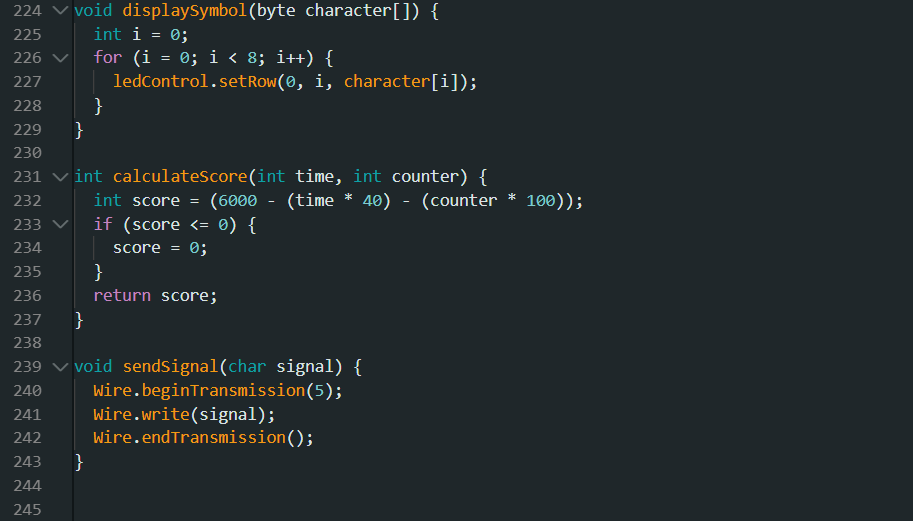 224 void displaySymbol(byte character[]) {
225   int i = 0;
226   for (i = 0; i < 8; i++) {
227     ledControl.setRow(0, i, character[i]);
228   }
229 }
230
231 int calculateScore(int time, int counter) {
232   int score = (6000 - (time * 40) - (counter * 100));
233   if (score <= 0) {
234     score = 0;
235   }
236   return score;
237 }
238
239 void sendSignal(char signal) {
240   Wire.beginTransmission(5);
241   Wire.write(signal);
242   Wire.endTransmission();
243 }
244
245